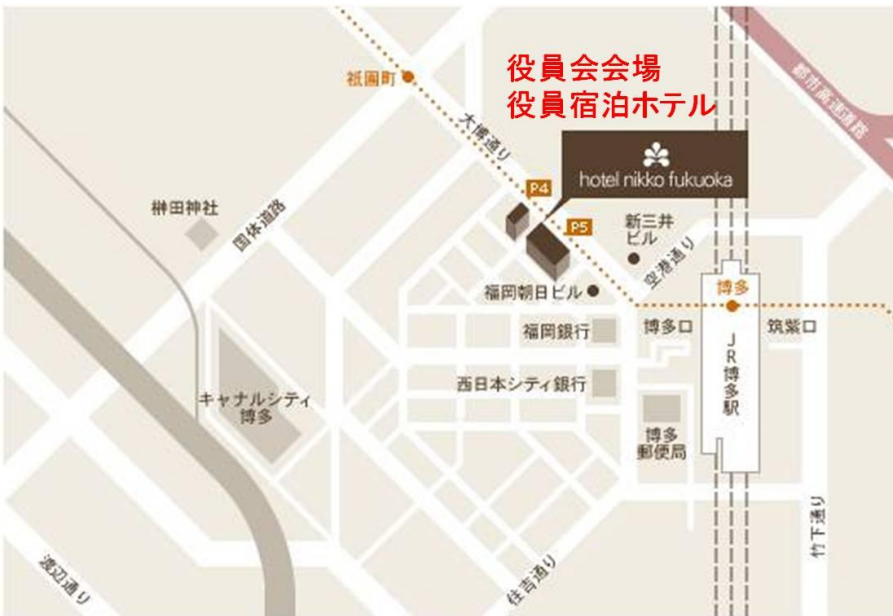 役員会会場
役員宿泊ホテル
祇園町
大博通り
都市高速道路
hotel nikko fukuoka
P4
P5
櫛田神社
国体道路
新三井
ビル
空港通り
福岡朝日ビル
博多
福岡銀行
博多口
筑紫口
JR博多駅
西日本シティ銀行
キャナルシティ
博多
博多
郵便局
竹下通り
住吉通り
渡辺通り